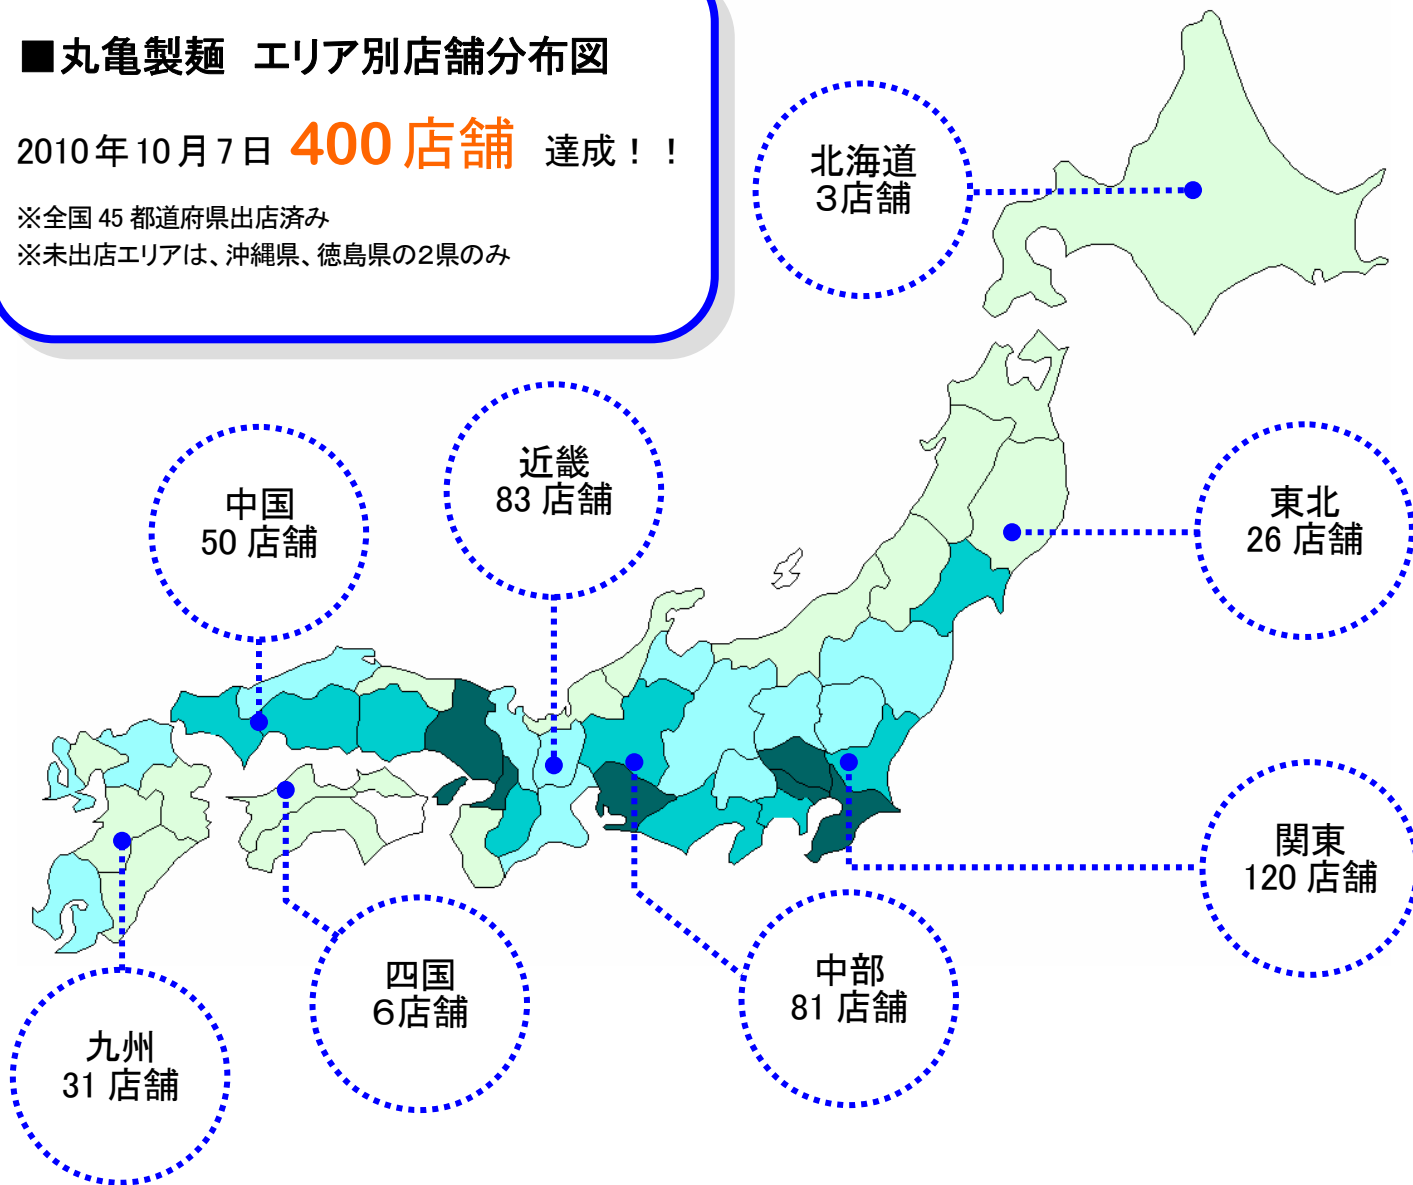 ■丸亀製麺 エリア別店舗分布図
2010年10月7日 400店舗 達成！！
※全国45都道府県出店済み
※未出店エリアは、沖縄県、徳島県の２県のみ
北海道
３店舗
近畿
83店舗
中国
50店舗
東北
26店舗
関東
120店舗
中部
81店舗
四国
６店舗
九州
31店舗